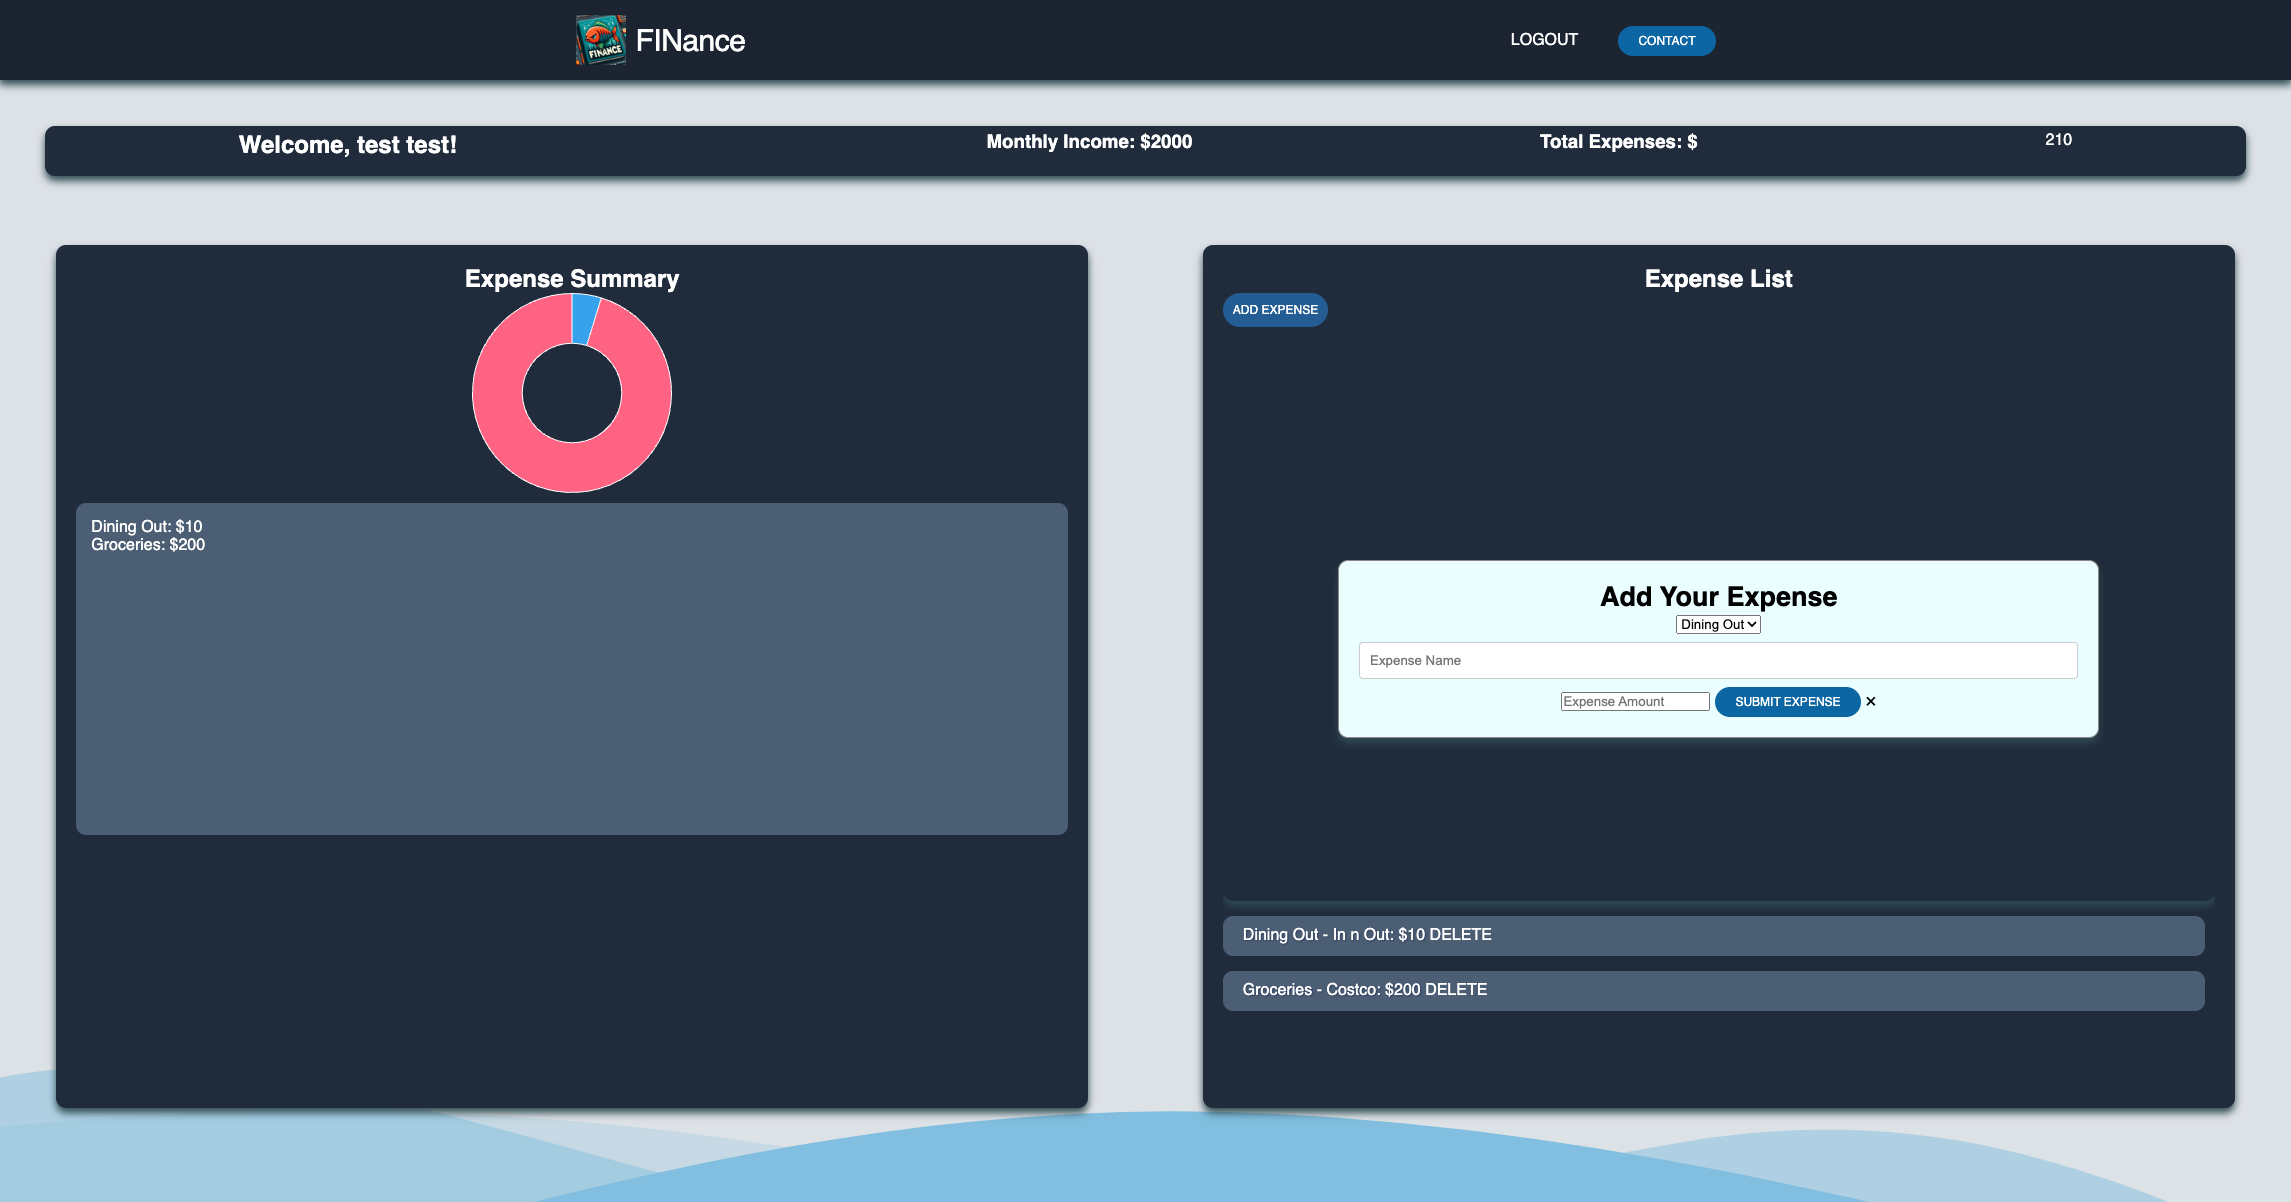 FINANCE
FINance
LOGOUT
CONTACT
Welcome, test test!
Monthly Income: $2000
Total Expenses: $
210
Expense Summary
Dining Out: $10
Groceries: $200
Expense List
ADD EXPENSE
Add Your Expense
Dining Out
Expense Name
Expense Amount
SUBMIT EXPENSE ×
Dining Out - In n Out: $10 DELETE
Groceries - Costco: $200 DELETE